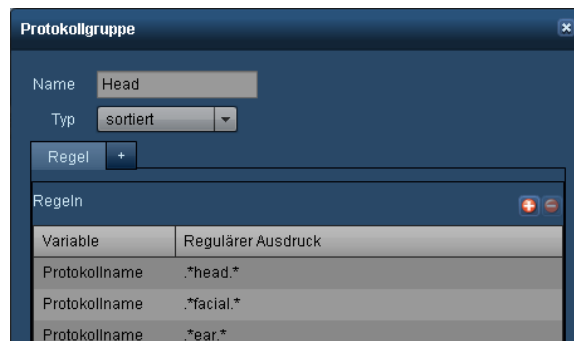 Protokollgruppe
Name Head
Typ sortiert
Regel +
Regeln
Variable Regulärer Ausdruck
Protokollname .*head.*
Protokollname .*facial.*
Protokollname .*ear.*